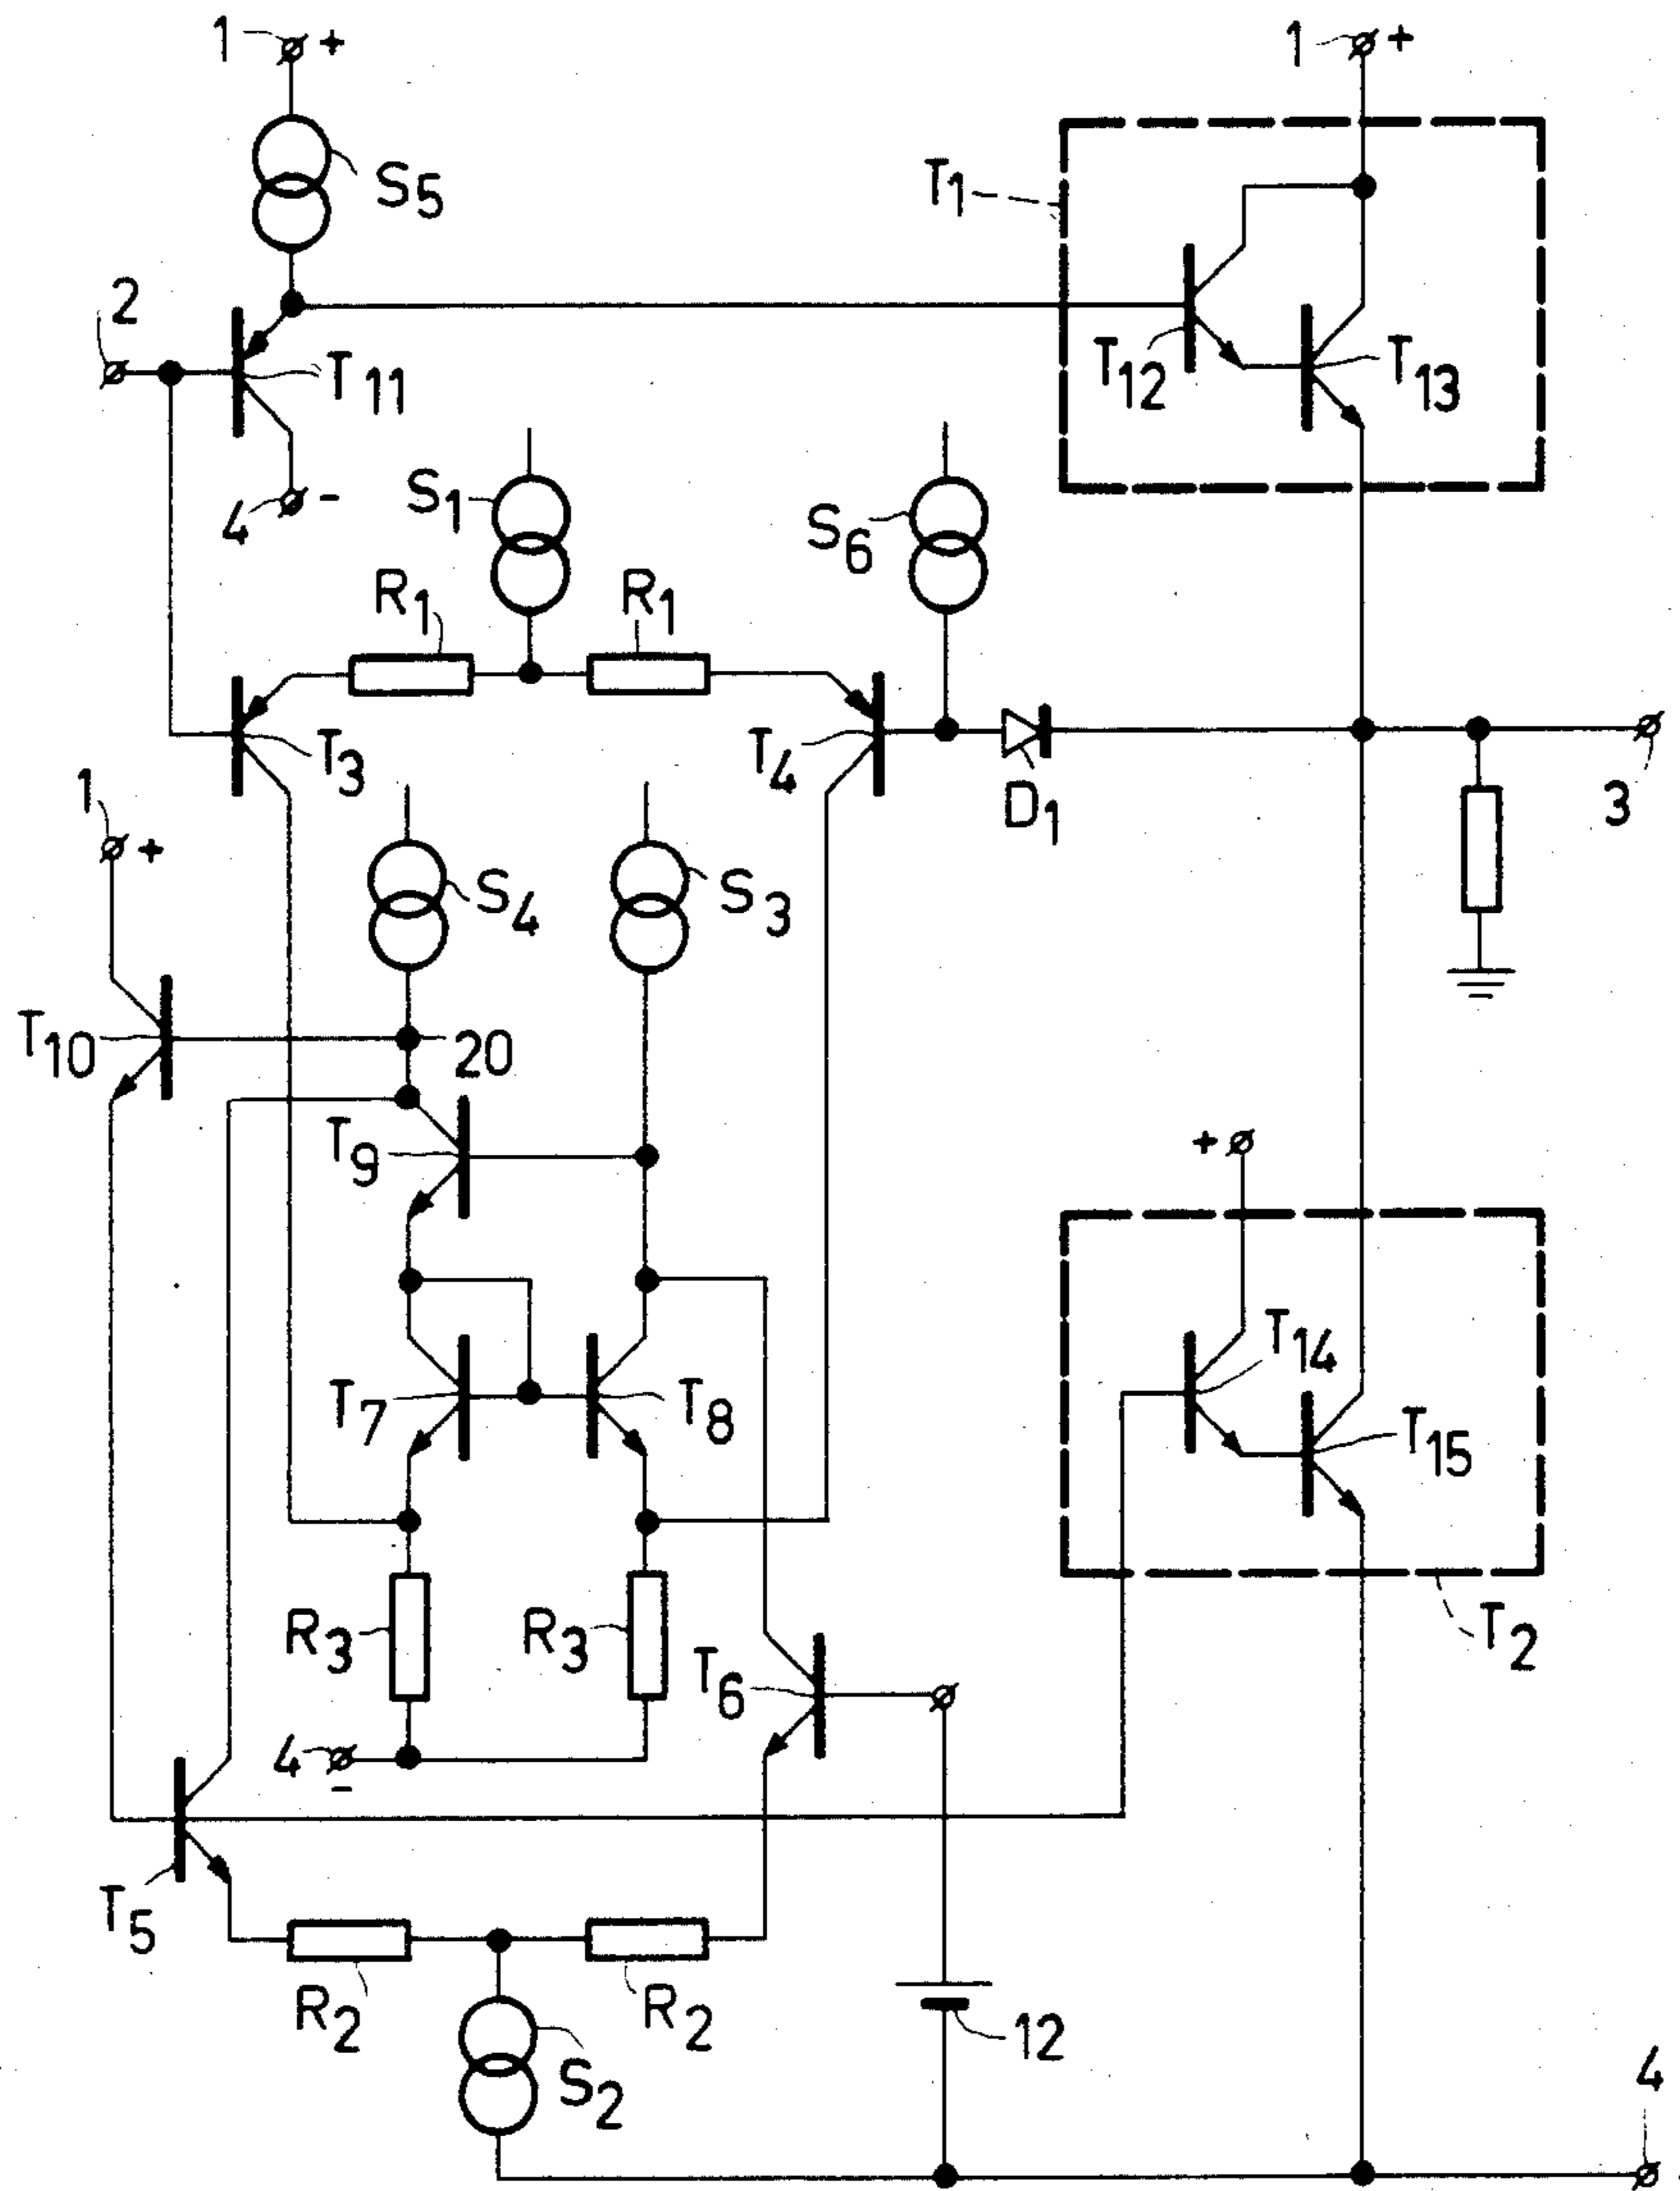 1 + 1 +
S5 T1
2
T11 T12 T13
4 -
S1 S6
R1 R1
T3 T4 D1 3
1 +
S4 S3
T10 20
T9 +
T14
T7 T8 T15
R3 R3 T6 T2
4 -
T5
R2 R2 12
S2 4